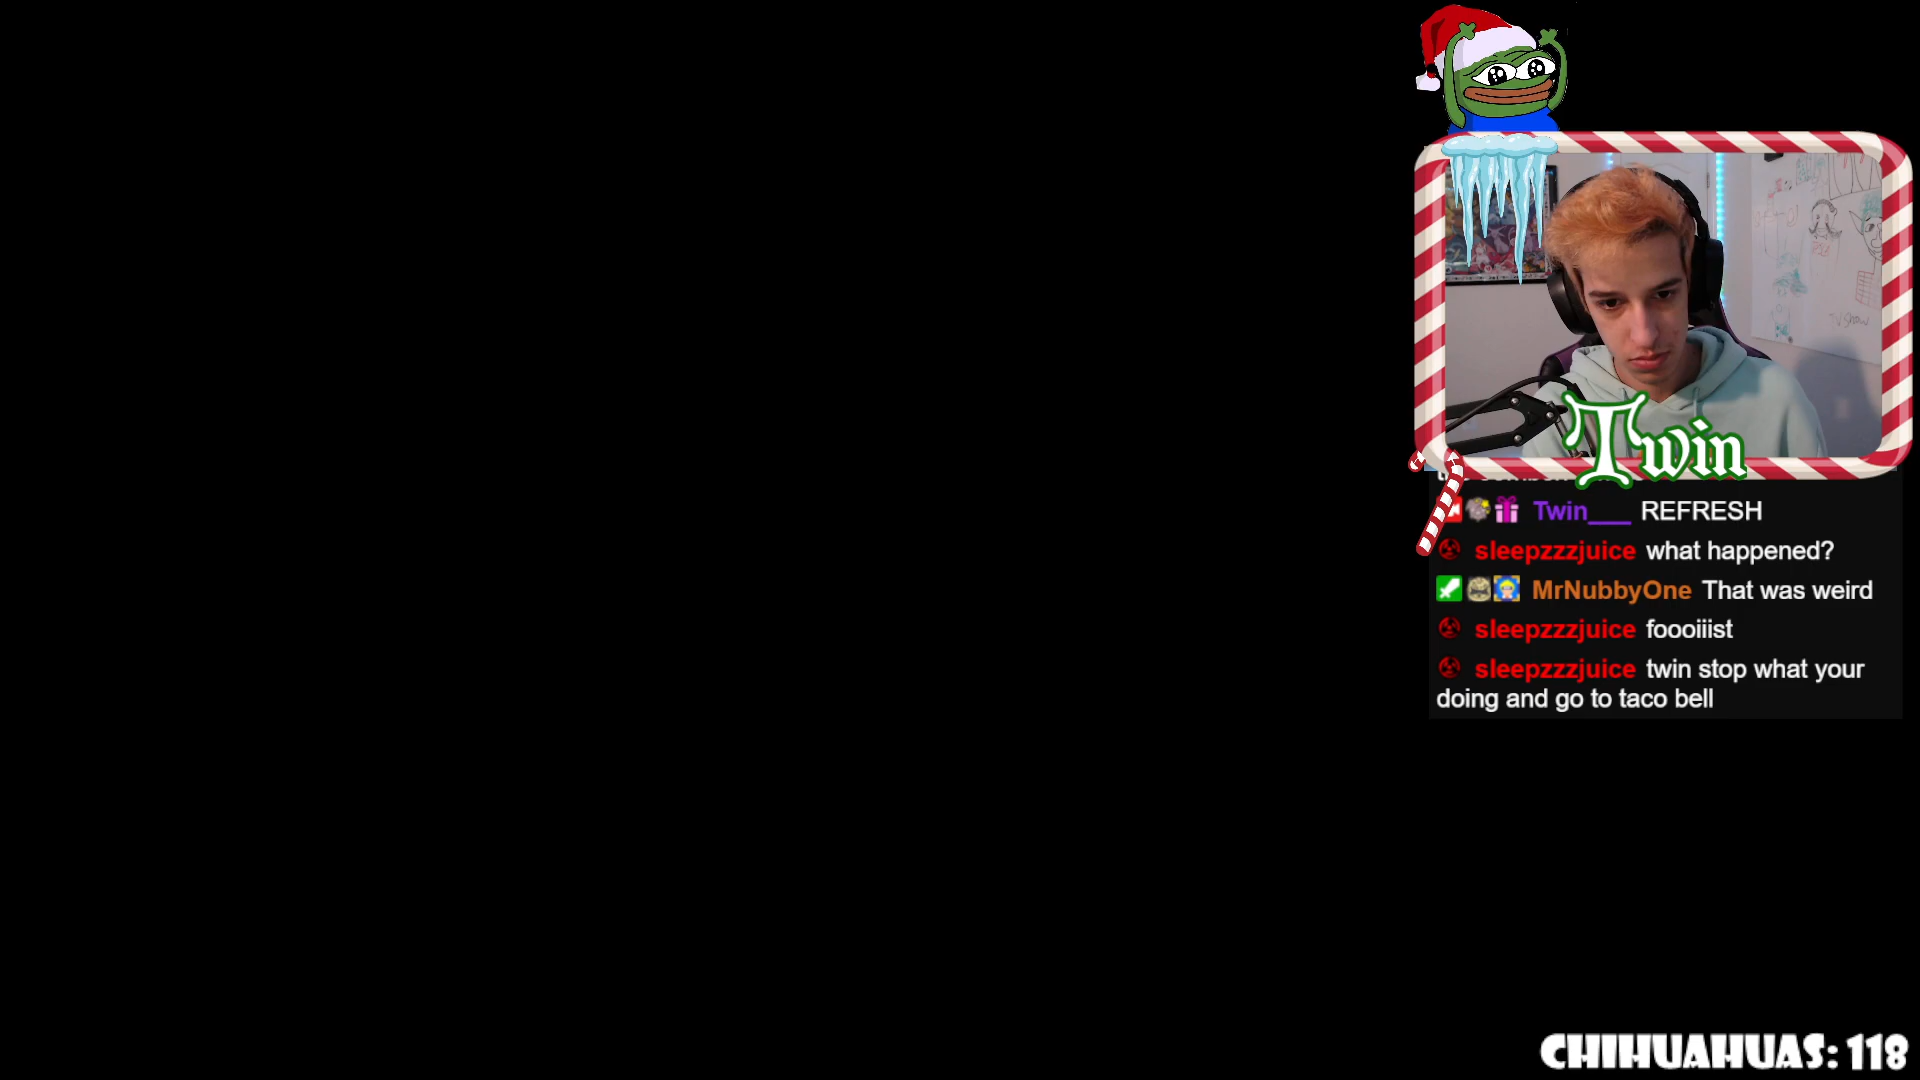 Twin
Twin___ REFRESH
sleepzzzjuice what happened?
MrNubbyOne That was weird
sleepzzzjuice foooiiist
sleepzzzjuice twin stop what your
doing and go to taco bell
CHIHUAHUAS: 118